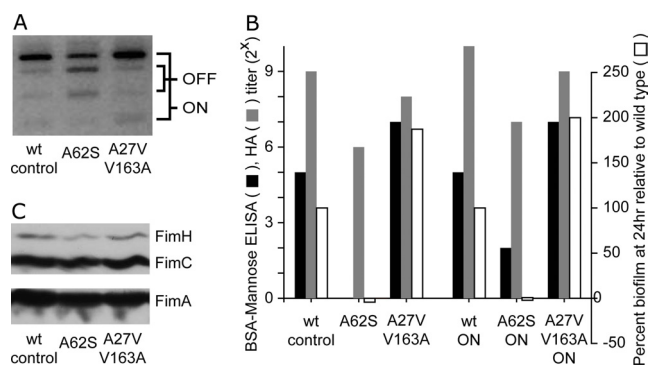 A
OFF
ON
wt
control
A62S
A27V
V163A
C
FimH
FimC
FimA
wt
control
A62S
A27V
V163A
B
BSA-Mannose ELISA ( ), HA ( ) titer (2^x)
9
6
3
0
250
200
150
100
50
0
-50
Percent biofilm at 24hr relative to wild type ( )
wt
control
A62S
A27V
V163A
wt
ON
A62S
ON
A27V
V163A
ON